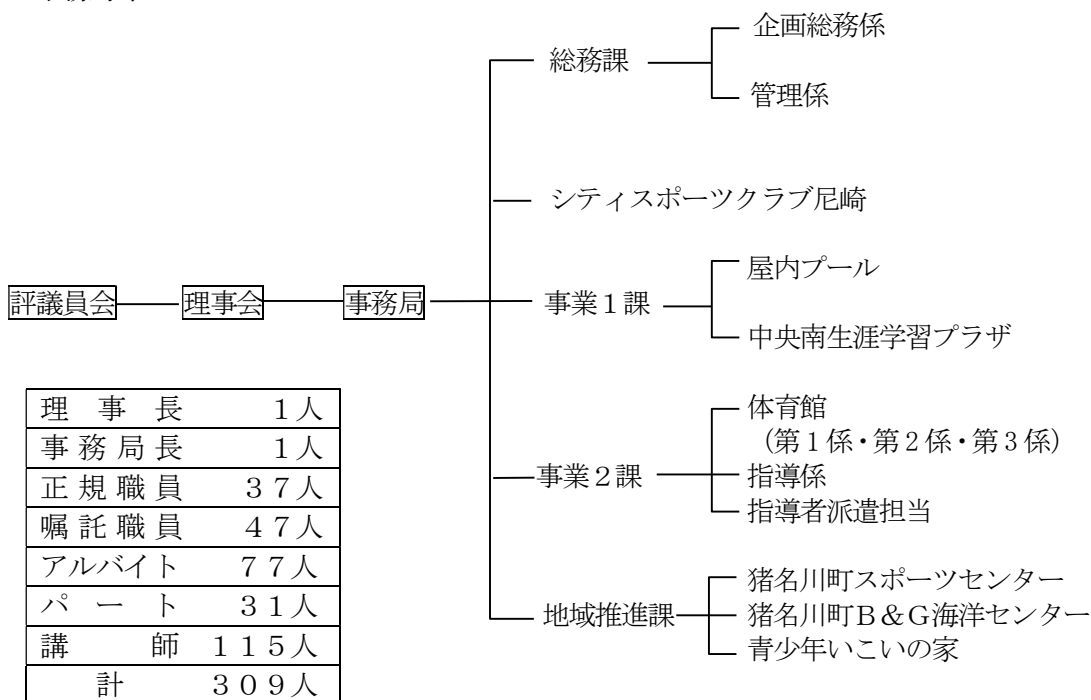 企画総務係
総務課
管理係
シティスポーツクラブ尼崎
屋内プール
評議員会 理事会 事務局 事業１課
中央南生涯学習プラザ
体育館
（第１係・第２係・第３係）
事業２課 指導係
指導者派遣担当
猪名川町スポーツセンター
地域推進課 猪名川町Ｂ＆Ｇ海洋センター
青少年いこいの家
理事長 １人
事務局長 １人
正規職員 ３７人
嘱託職員 ４７人
アルバイト ７７人
パート ３１人
講師 １１５人
計 ３０９人